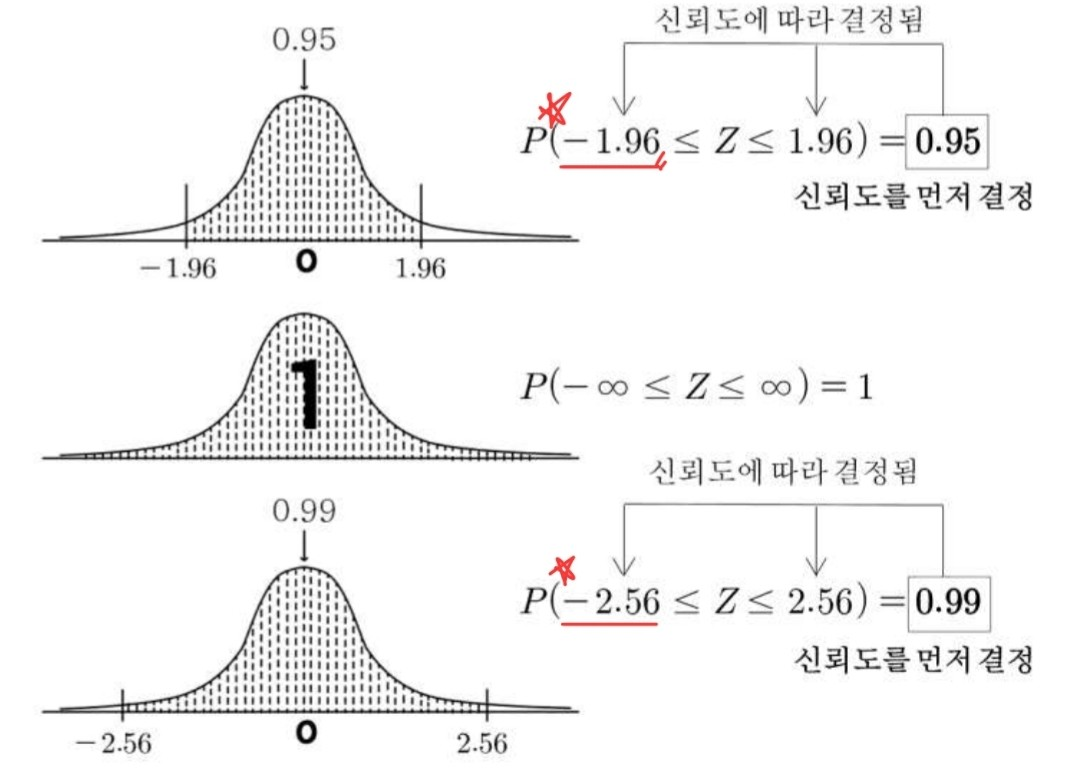 신뢰도에 따라 결정됨
0.95
P(− 1.96 ≤ Z ≤ 1.96) = 0.95
신뢰도를 먼저 결정
−1.96 0 1.96
1
P(− ∞ ≤ Z ≤ ∞) = 1
신뢰도에 따라 결정됨
0.99
P(− 2.56 ≤ Z ≤ 2.56) = 0.99
신뢰도를 먼저 결정
−2.56 0 2.56